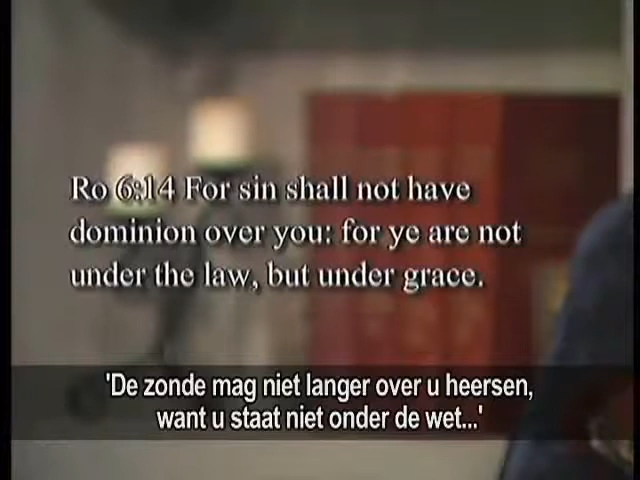 Ro 6:14 For sin shall not have
dominion over you: for ye are not
under the law, but under grace.
'De zonde mag niet langer over u heersen,
want u staat niet onder de wet...'